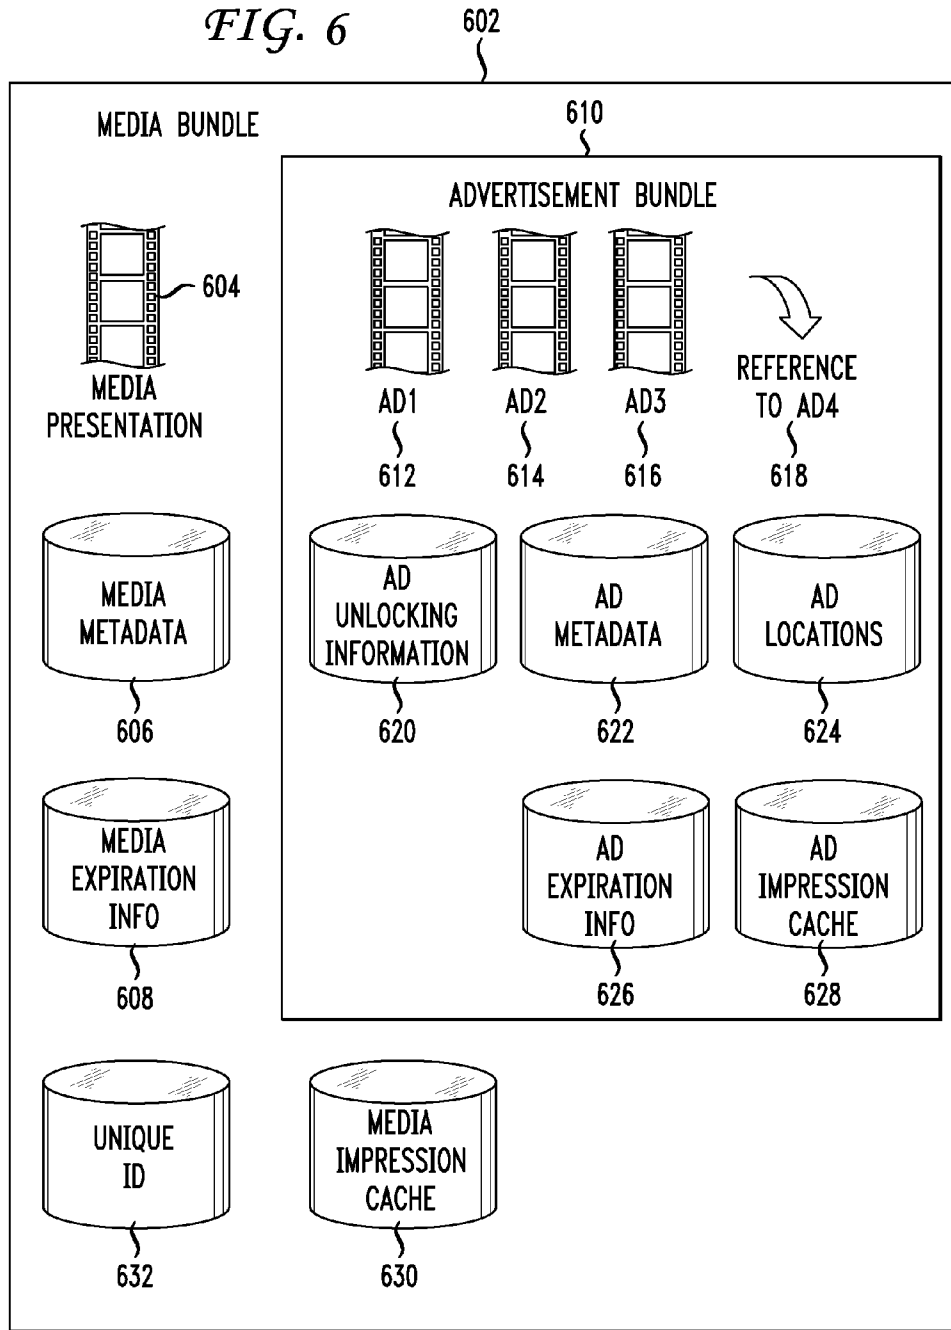 FIG. 6
602
MEDIA BUNDLE
610
ADVERTISEMENT BUNDLE
604
MEDIA
PRESENTATION
AD1
612
AD2
614
AD3
616
REFERENCE
TO AD4
618
MEDIA
METADATA
606
AD
UNLOCKING
INFORMATION
620
AD
METADATA
622
AD
LOCATIONS
624
MEDIA
EXPIRATION
INFO
608
AD
EXPIRATION
INFO
626
AD
IMPRESSION
CACHE
628
UNIQUE
ID
632
MEDIA
IMPRESSION
CACHE
630